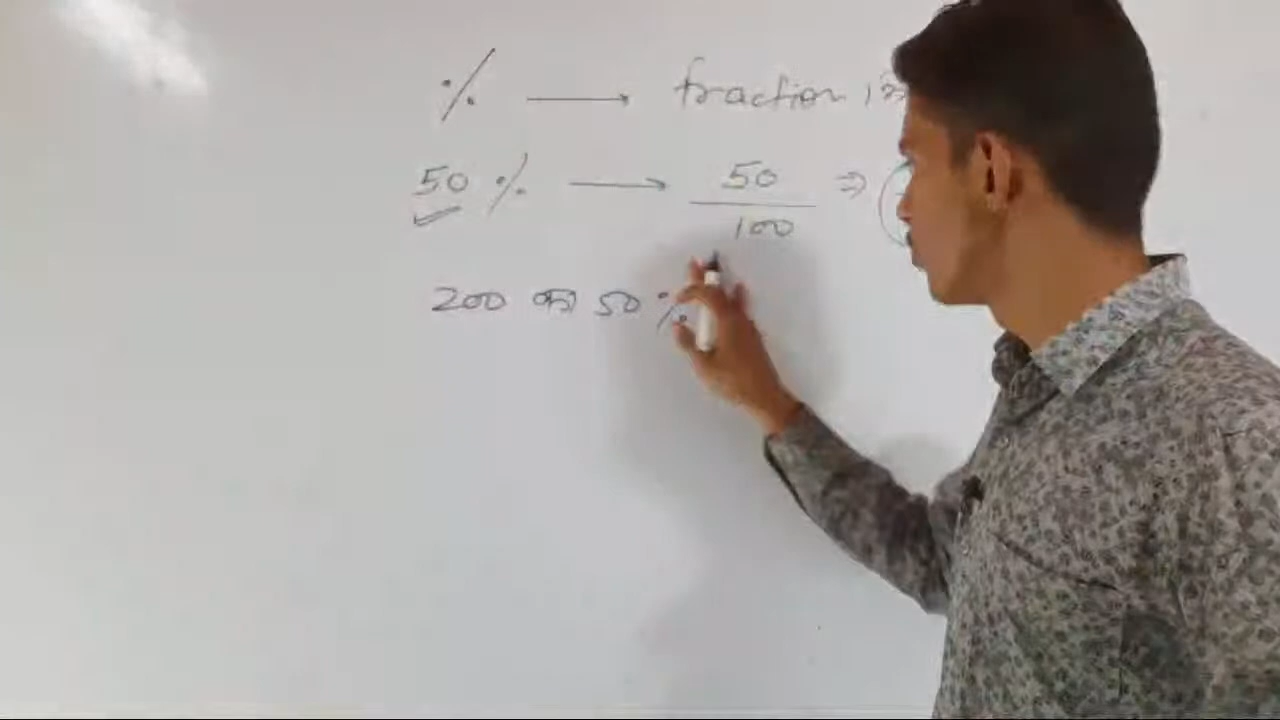 % → fraction
50 % → 50/100 ⇒
200 50 %